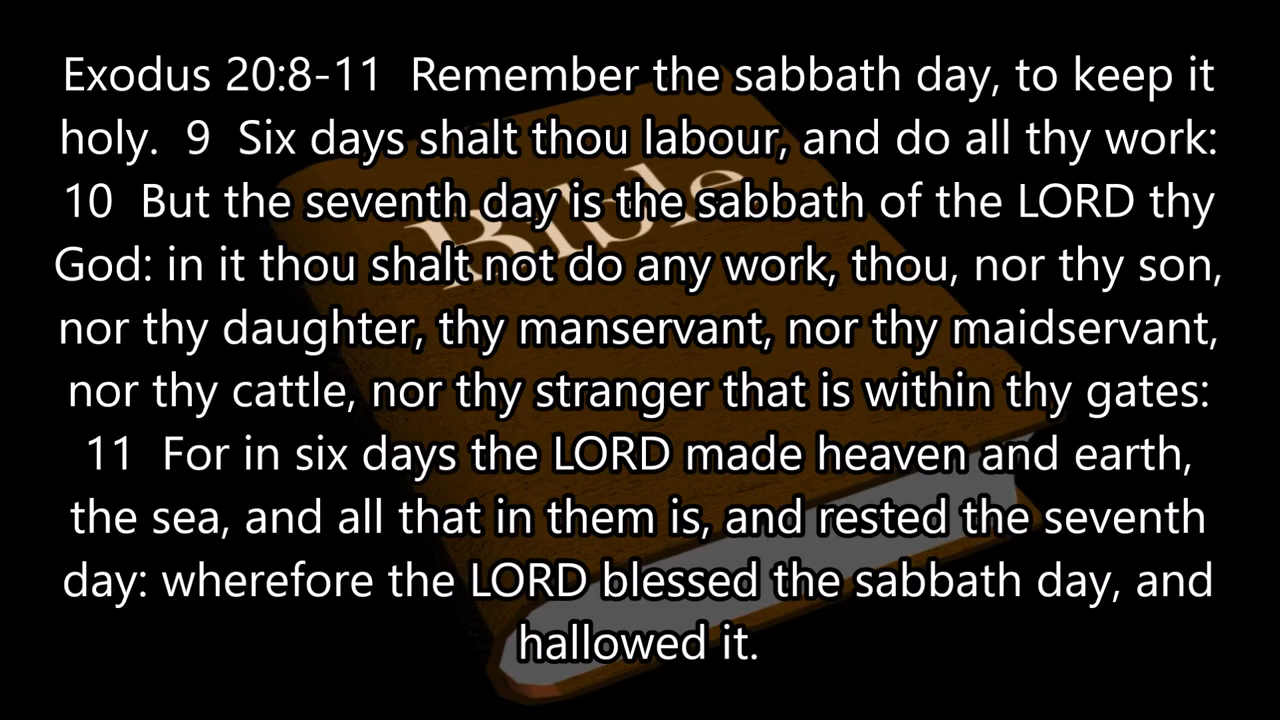 Exodus 20:8-11  Remember the sabbath day, to keep it
holy.  9  Six days shalt thou labour, and do all thy work:
10  But the seventh day is the sabbath of the LORD thy
God: in it thou shalt not do any work, thou, nor thy son,
nor thy daughter, thy manservant, nor thy maidservant,
nor thy cattle, nor thy stranger that is within thy gates:
11  For in six days the LORD made heaven and earth,
the sea, and all that in them is, and rested the seventh
day: wherefore the LORD blessed the sabbath day, and
hallowed it.
Bible